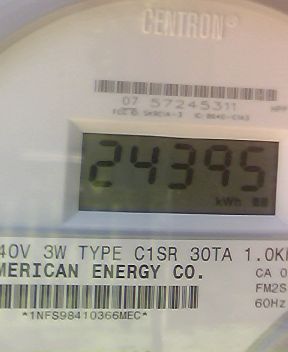 CENTRON®
07 57245311
24395
kWh
40V 3W TYPE C1SR 30TA 1.0K
MERICAN ENERGY CO.
CA 0
FM2S
60Hz
*1NFS98410366MEC*